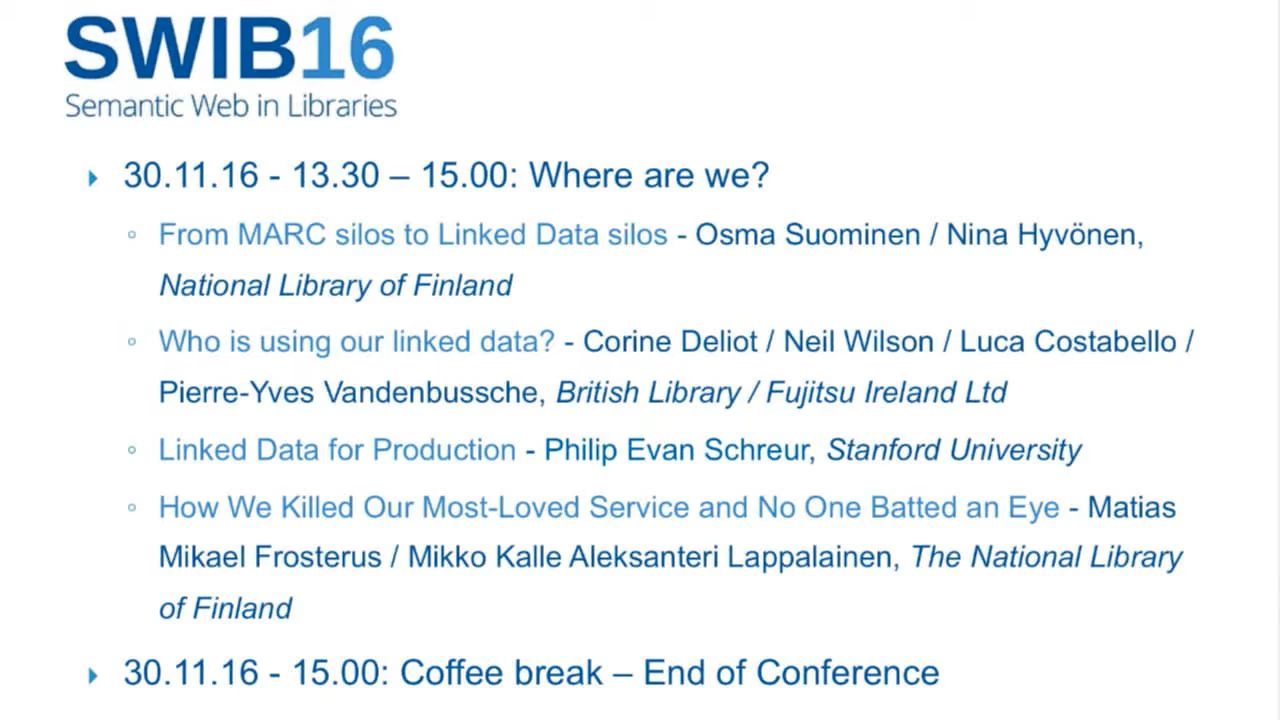 SWIB16
Semantic Web in Libraries
30.11.16 - 13.30 – 15.00: Where are we?
From MARC silos to Linked Data silos - Osma Suominen / Nina Hyvönen,
National Library of Finland
Who is using our linked data? - Corine Deliot / Neil Wilson / Luca Costabello /
Pierre-Yves Vandenbussche, British Library / Fujitsu Ireland Ltd
Linked Data for Production - Philip Evan Schreur, Stanford University
How We Killed Our Most-Loved Service and No One Batted an Eye - Matias
Mikael Frosterus / Mikko Kalle Aleksanteri Lappalainen, The National Library
of Finland
30.11.16 - 15.00: Coffee break – End of Conference